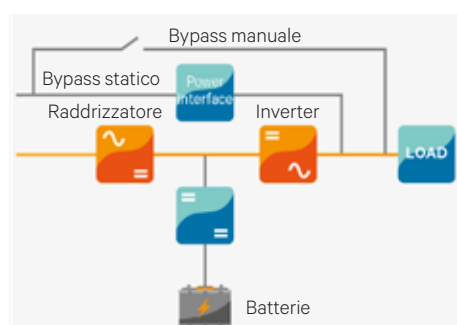 Bypass manuale
Bypass statico
Power
Interface
Raddrizzatore
Inverter
LOAD
Batterie